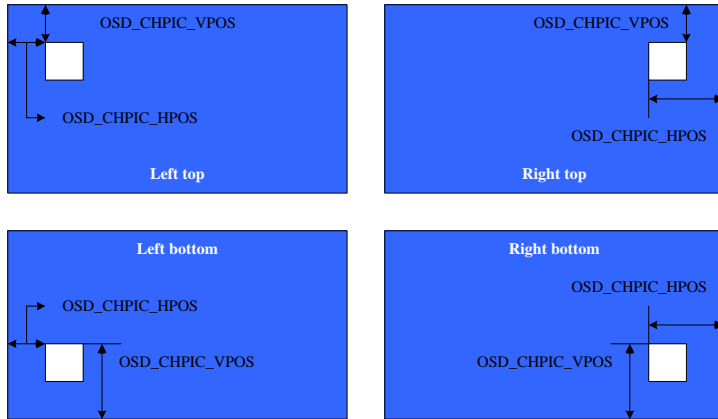 OSD_CHPIC_VPOS
OSD_CHPIC_HPOS
Left top
OSD_CHPIC_VPOS
OSD_CHPIC_HPOS
Right top
Left bottom
OSD_CHPIC_HPOS
OSD_CHPIC_VPOS
Right bottom
OSD_CHPIC_HPOS
OSD_CHPIC_VPOS